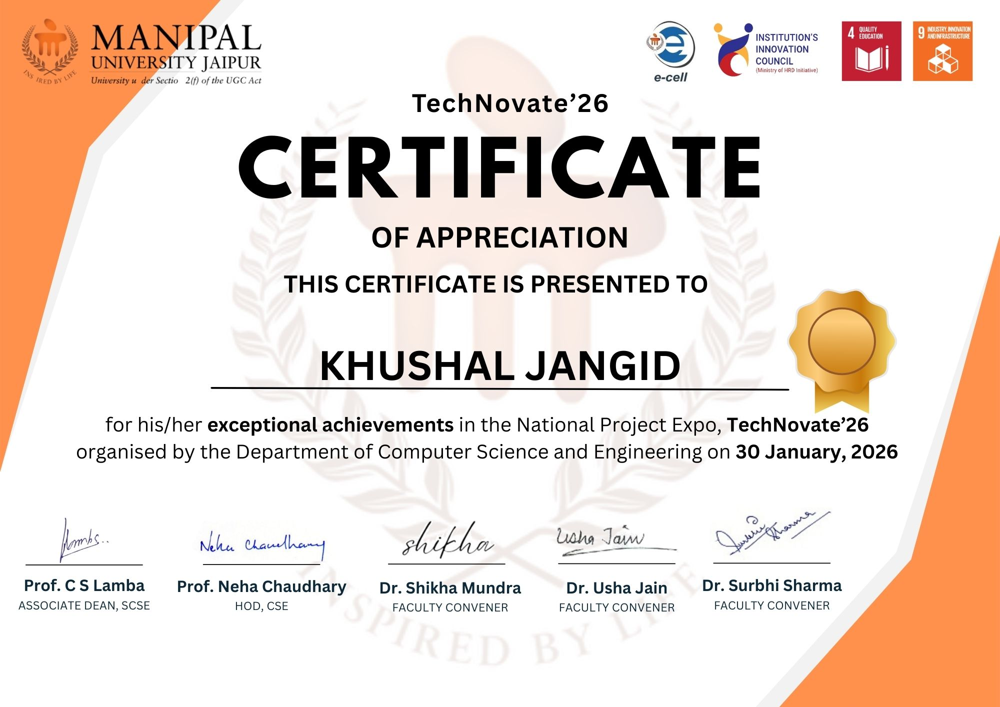 MANIPAL
UNIVERSITY JAIPUR
University u der Sectio 2(f) of the UGC Act
INS IRED BY LIFE
e-cell
INSTITUTION'S
INNOVATION
COUNCIL
(Ministry of HRD Initiative)
4 QUALITY
EDUCATION
9 INDUSTRY, INNOVATION
AND INFRASTRUCTURE
TechNovate’26
CERTIFICATE
OF APPRECIATION
THIS CERTIFICATE IS PRESENTED TO
KHUSHAL JANGID
for his/her exceptional achievements in the National Project Expo, TechNovate’26
organised by the Department of Computer Science and Engineering on 30 January, 2026
Neha Chaudhary
shikha
Usha Jain
Surbhi Sharma
Prof. C S Lamba
ASSOCIATE DEAN, SCSE
Prof. Neha Chaudhary
HOD, CSE
Dr. Shikha Mundra
FACULTY CONVENER
Dr. Usha Jain
FACULTY CONVENER
Dr. Surbhi Sharma
FACULTY CONVENER
INSPIRED BY LIFE